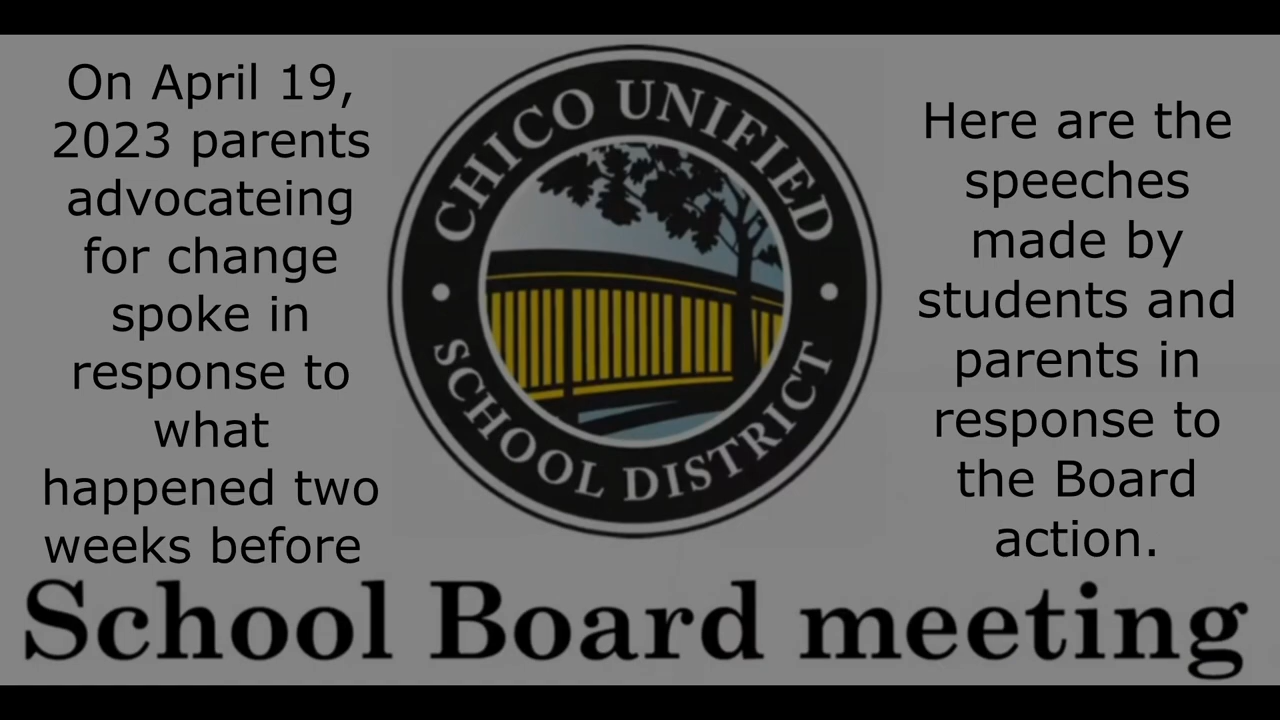 On April 19,
2023 parents
advocateing
for change
spoke in
response to
what
happened two
weeks before
CHICO UNIFIED
SCHOOL DISTRICT
Here are the
speeches
made by
students and
parents in
response to
the Board
action.
School Board meeting